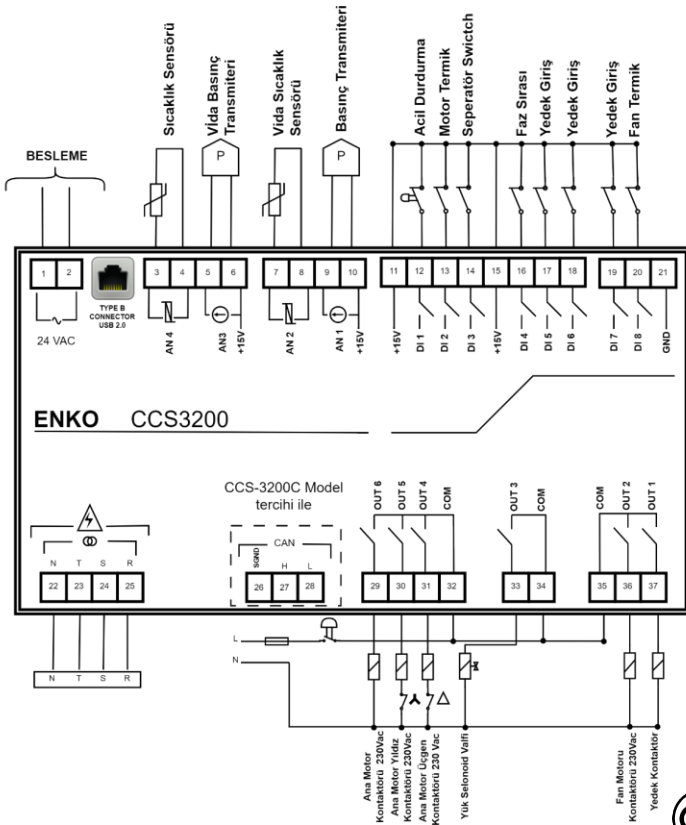 Sıcaklık Sensörü
Vida Basınç
Transmiteri
Vida Sıcaklık
Sensörü
Basınç Transmiteri
Acil Durdurma
Motor Termik
Seperatör Swictch
Faz Sırası
Yedek Giriş
Yedek Giriş
Yedek Giriş
Fan Termik
BESLEME
P
P
1 2 3 4 5 6 7 8 9 10 11 12 13 14 15 16 17 18 19 20 21
TYPE B
CONNECTOR
USB 2.0
24 VAC
AN 4
AN3
+15V
AN 2
AN 1
+15V
+15V
DI 1
DI 2
DI 3
+15V
DI 4
DI 5
DI 6
DI 7
DI 8
GND
ENKO CCS3200
CCS-3200C Model
tercihi ile
CAN
SGND H L
OUT 6
OUT 5
OUT 4
COM
OUT 3
COM
COM
OUT 2
OUT 1
N T S R
22 23 24 25 26 27 28 29 30 31 32 33 34 35 36 37
L
N
N T S R
Ana Motor
Kontaktörü 230Vac
Ana Motor Yıldız
Kontaktörü 230Vac
Ana Motor Üçgen
Kontaktörü 230 Vac
Yük Selonoid Valfi
Fan Motoru
Kontaktörü 230Vac
Yedek Kontaktör